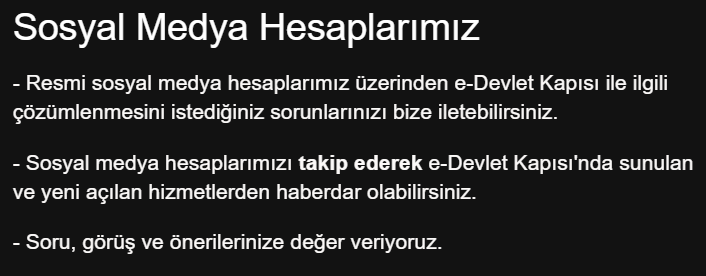 Sosyal Medya Hesaplarımız
- Resmi sosyal medya hesaplarımız üzerinden e-Devlet Kapısı ile ilgili
çözümlenmesini istediğiniz sorunlarınızı bize iletebilirsiniz.
- Sosyal medya hesaplarımızı takip ederek e-Devlet Kapısı'nda sunulan
ve yeni açılan hizmetlerden haberdar olabilirsiniz.
- Soru, görüş ve önerilerinize değer veriyoruz.